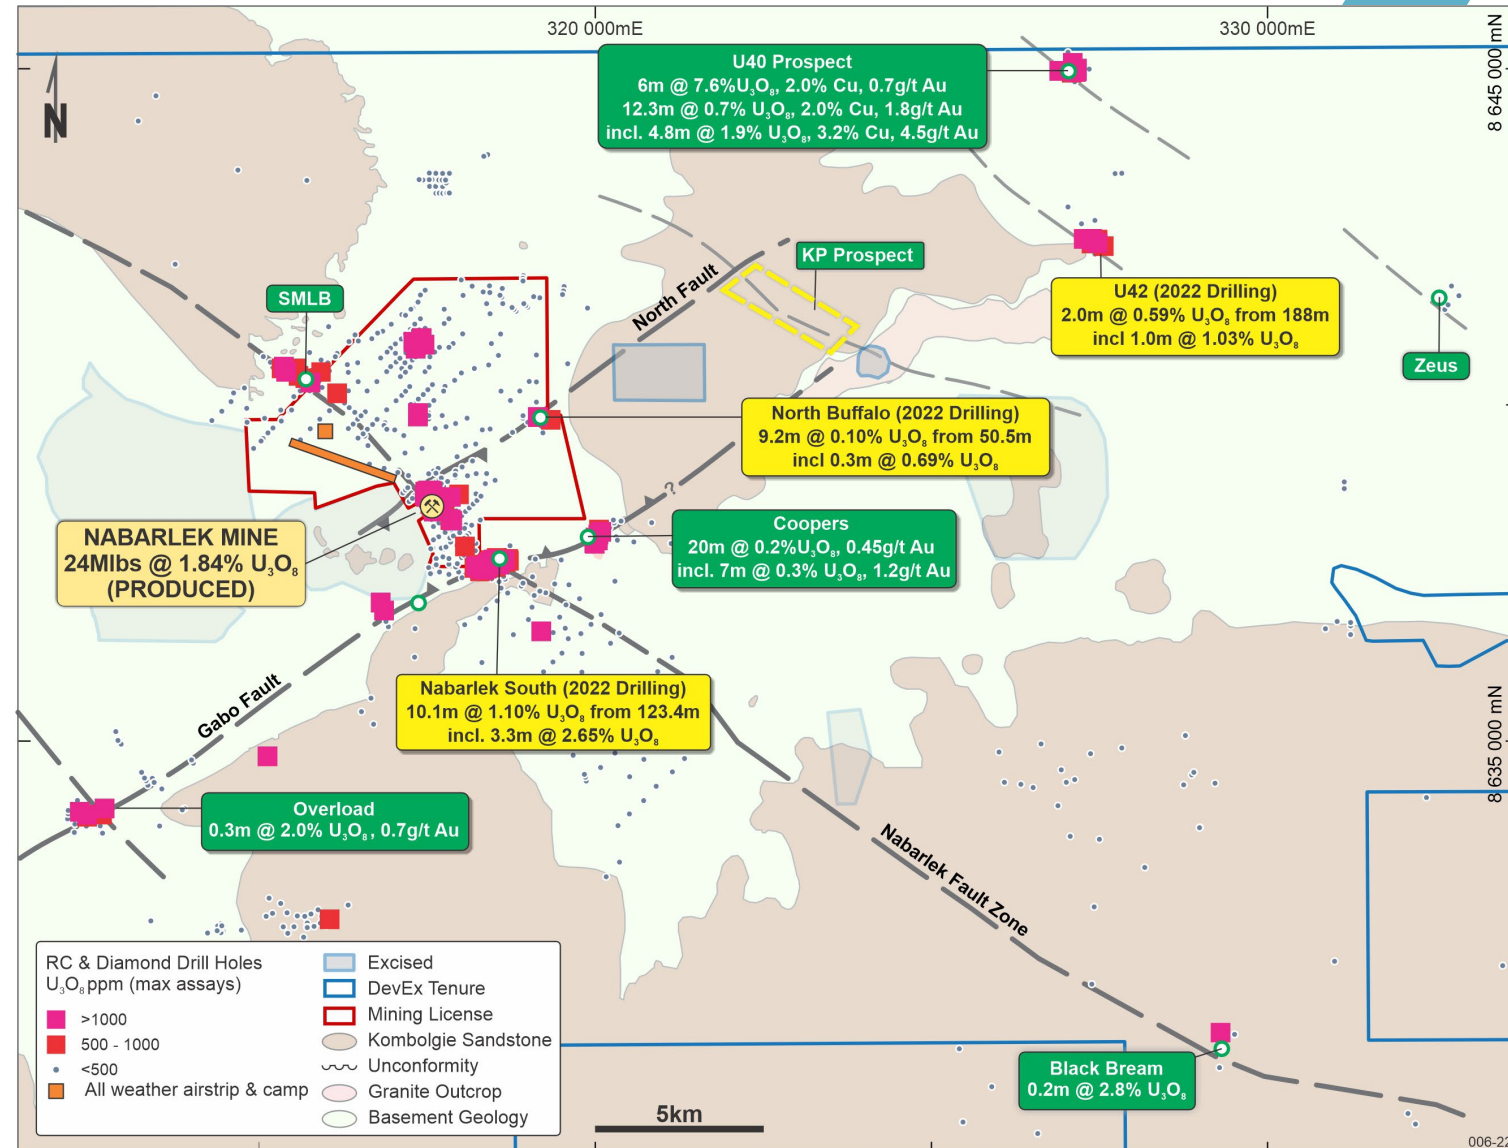 320 000mE
330 000mE
8 645 000 mN
N
U40 Prospect
6m @ 7.6%U₃O₈, 2.0% Cu, 0.7g/t Au
12.3m @ 0.7% U₃O₈, 2.0% Cu, 1.8g/t Au
incl. 4.8m @ 1.9% U₃O₈, 3.2% Cu, 4.5g/t Au
KP Prospect
North Fault
SMLB
U42 (2022 Drilling)
2.0m @ 0.59% U₃O₈ from 188m
incl 1.0m @ 1.03% U₃O₈
Zeus
North Buffalo (2022 Drilling)
9.2m @ 0.10% U₃O₈ from 50.5m
incl 0.3m @ 0.69% U₃O₈
?
NABARLEK MINE
24Mlbs @ 1.84% U₃O₈
(PRODUCED)
Coopers
20m @ 0.2%U₃O₈, 0.45g/t Au
incl. 7m @ 0.3% U₃O₈, 1.2g/t Au
Gabo Fault
Nabarlek South (2022 Drilling)
10.1m @ 1.10% U₃O₈ from 123.4m
incl. 3.3m @ 2.65% U₃O₈
8 635 000 mN
Overload
0.3m @ 2.0% U₃O₈, 0.7g/t Au
Nabarlek Fault Zone
Black Bream
0.2m @ 2.8% U₃O₈
RC & Diamond Drill Holes
U₃O₈ ppm (max assays)
>1000
500 - 1000
<500
All weather airstrip & camp
Excised
DevEx Tenure
Mining License
Kombolgie Sandstone
Unconformity
Granite Outcrop
Basement Geology
5km